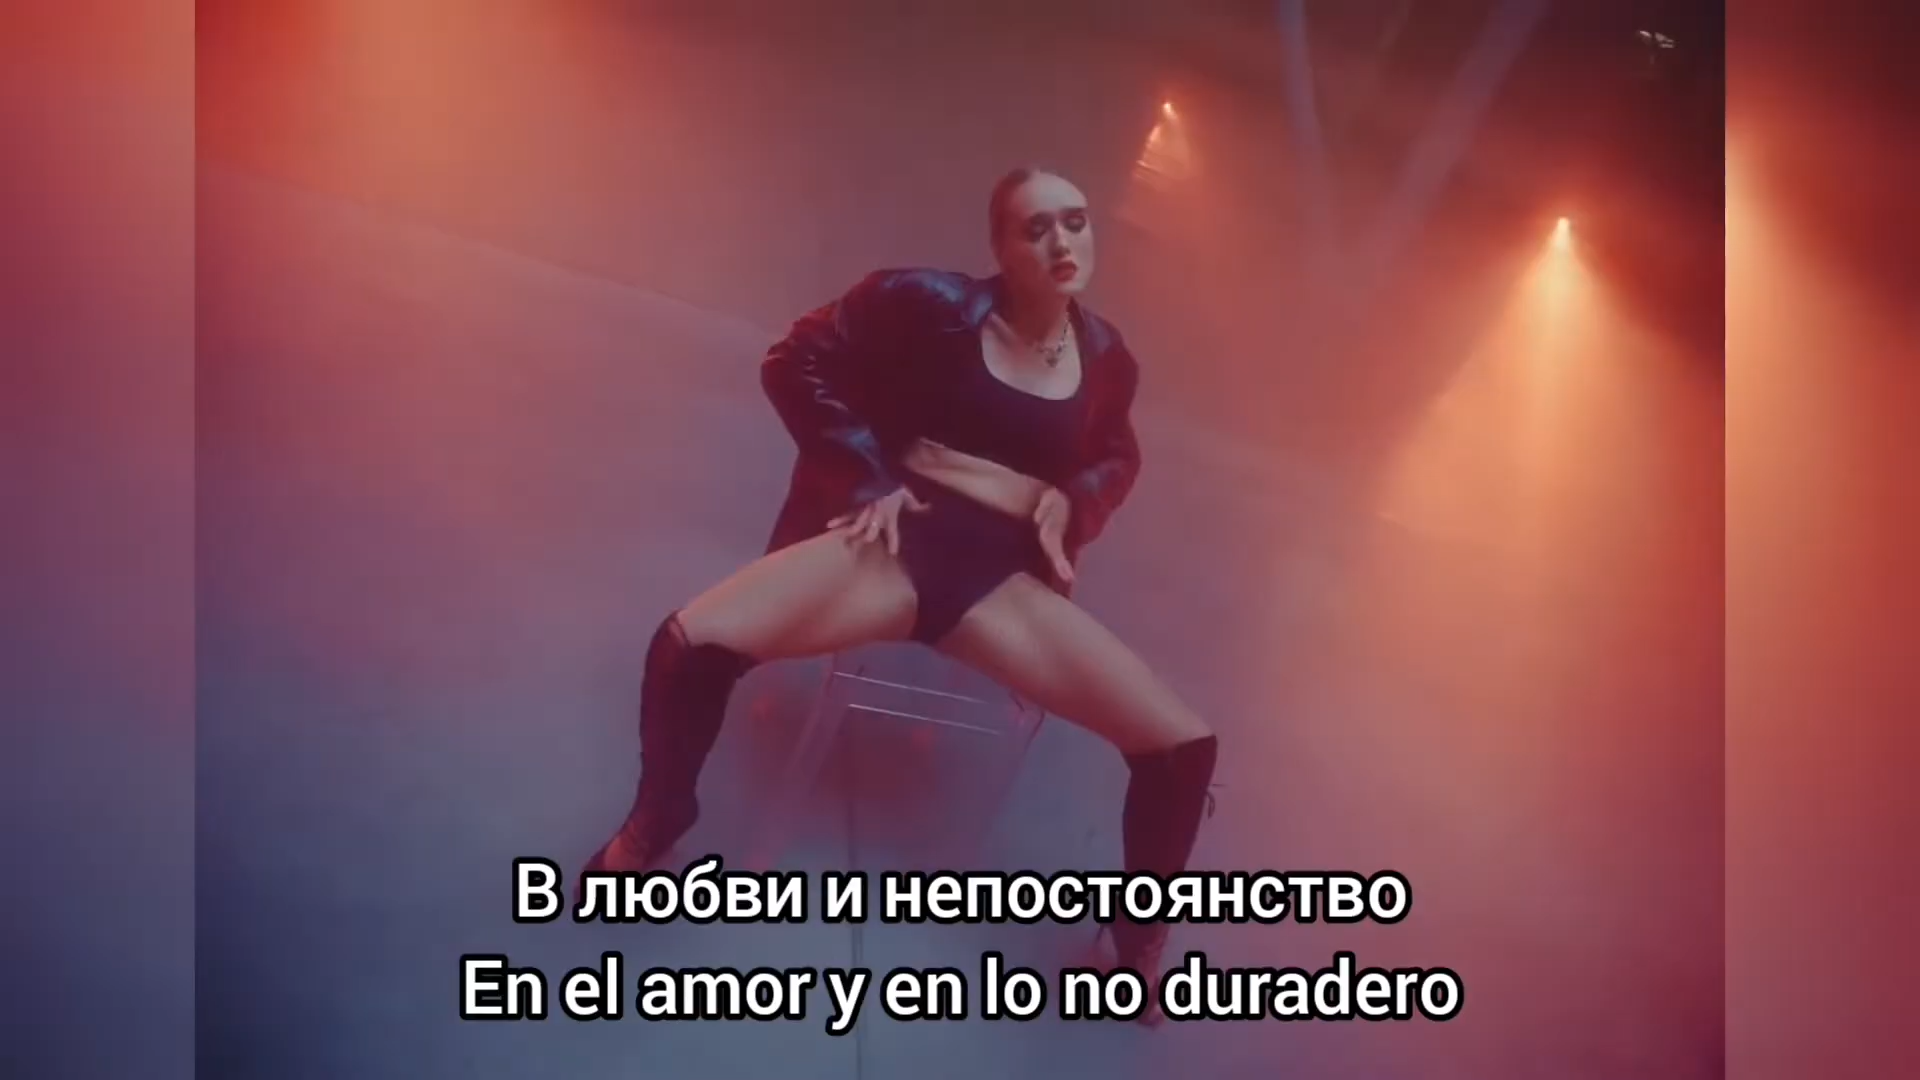 В любви и непостоянство
En el amor y en lo no duradero